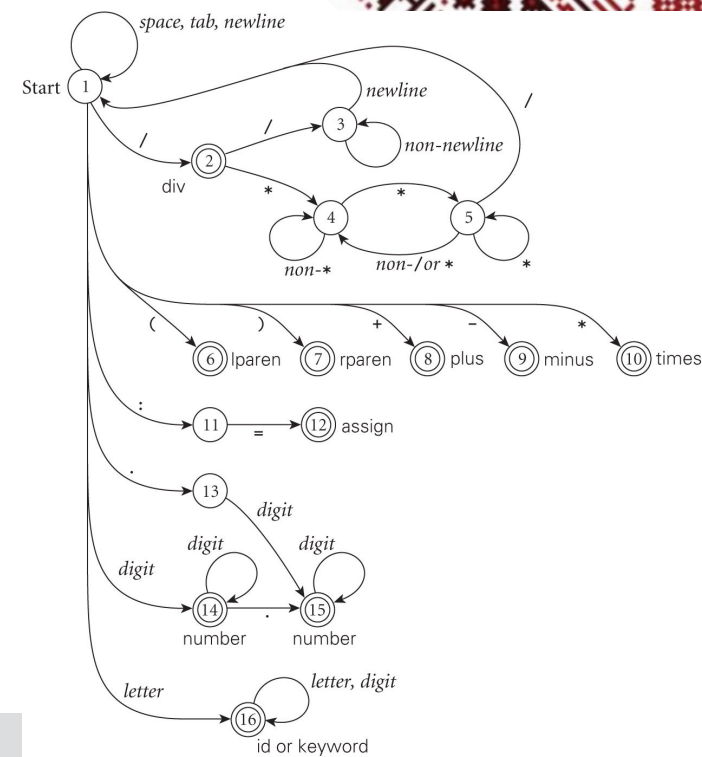 space, tab, newline
Start 1
newline
/
/ / 3
non-newline
2
div * *
4 5
non-* non-/or * *
( ) + - *
6 lparen 7 rparen 8 plus 9 minus 10 times
:
11 = 12 assign
.
13
digit
digit digit
digit
14 . 15
number number
letter letter, digit
16
id or keyword